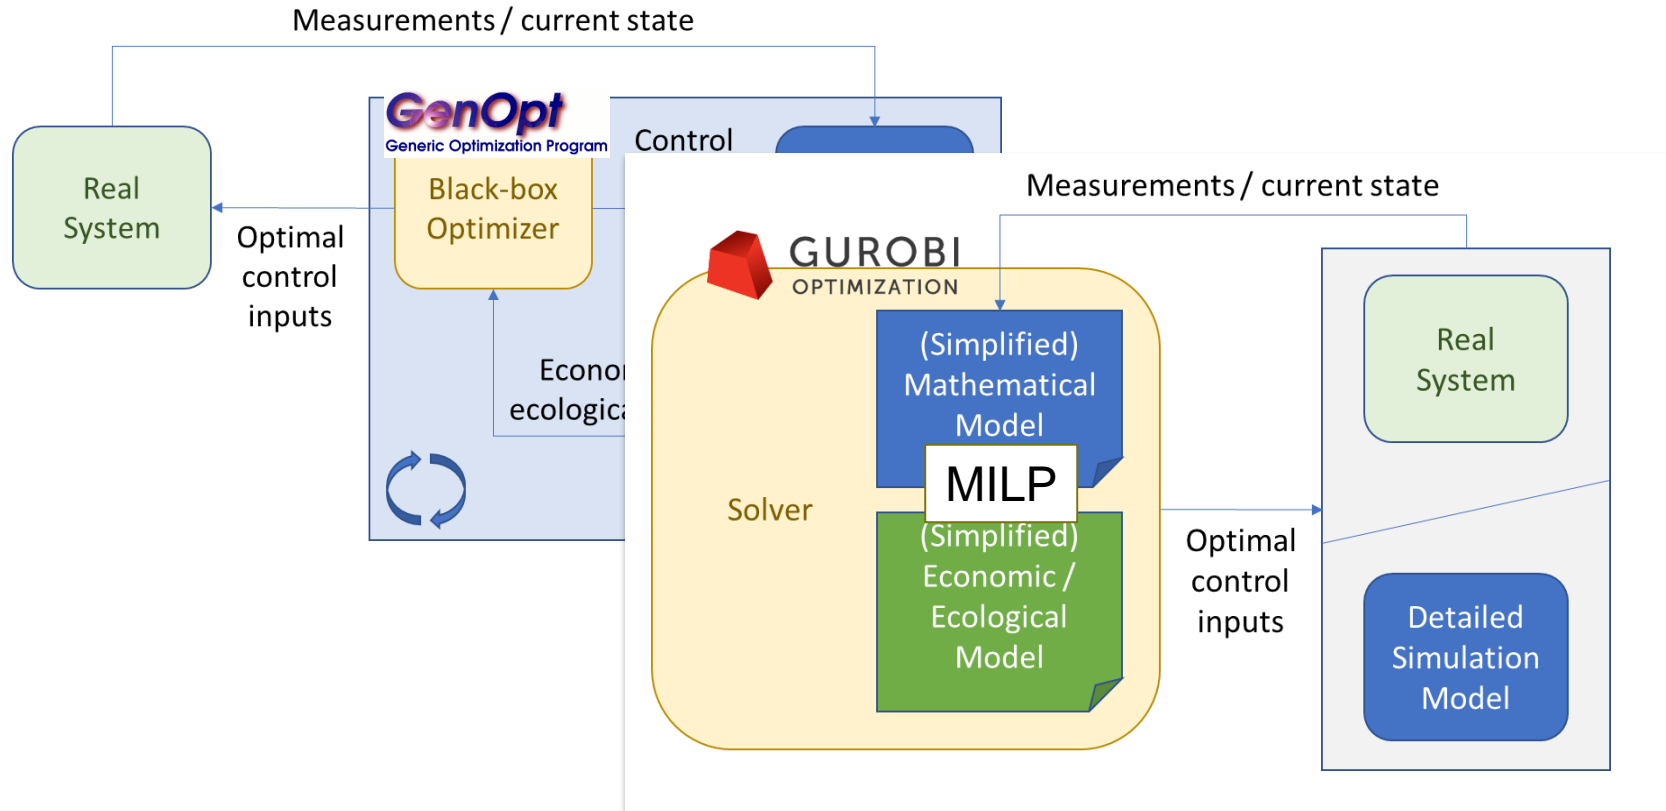 Measurements / current state
GenOpt
Generic Optimization Program
Control
Real
System
Black-box
Optimizer
Optimal
control
inputs
Measurements / current state
GUROBI
OPTIMIZATION
(Simplified)
Mathematical
Model
MILP
(Simplified)
Economic /
Ecological
Model
Solver
Optimal
control
inputs
Real
System
Detailed
Simulation
Model